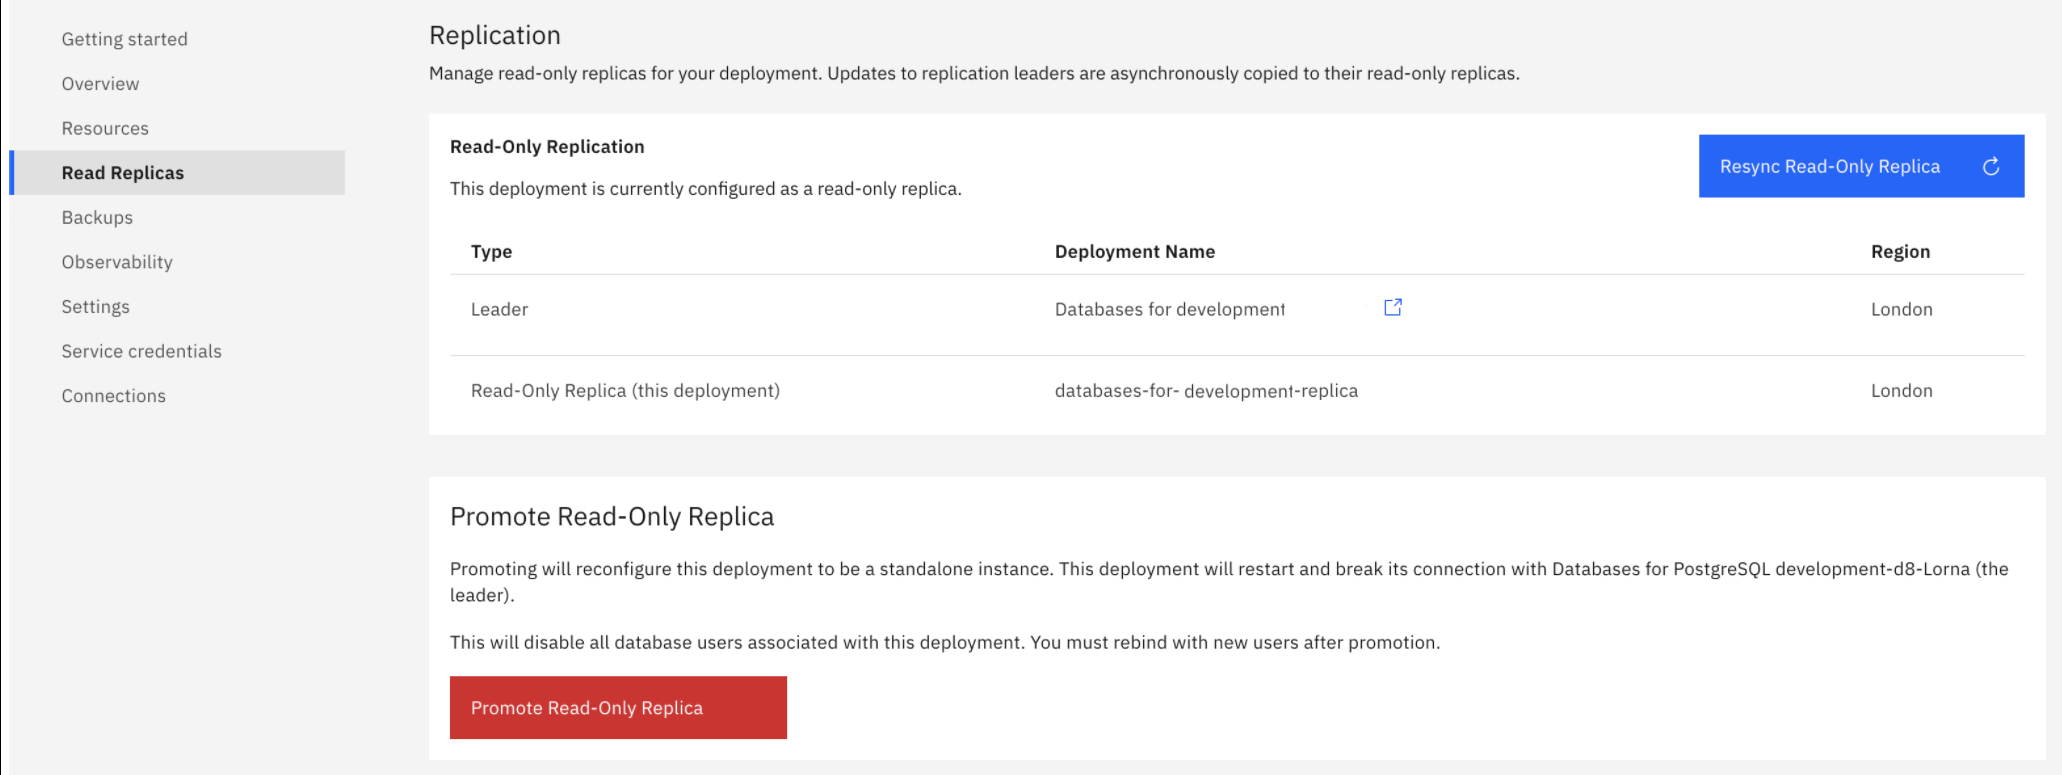 Getting started
Overview
Resources
Read Replicas
Backups
Observability
Settings
Service credentials
Connections
Replication
Manage read-only replicas for your deployment. Updates to replication leaders are asynchronously copied to their read-only replicas.
Read-Only Replication
This deployment is currently configured as a read-only replica.
Resync Read-Only Replica
Type Deployment Name Region
Leader Databases for development London
Read-Only Replica (this deployment) databases-for- development-replica London
Promote Read-Only Replica
Promoting will reconfigure this deployment to be a standalone instance. This deployment will restart and break its connection with Databases for PostgreSQL development-d8-Lorna (the
leader).
This will disable all database users associated with this deployment. You must rebind with new users after promotion.
Promote Read-Only Replica